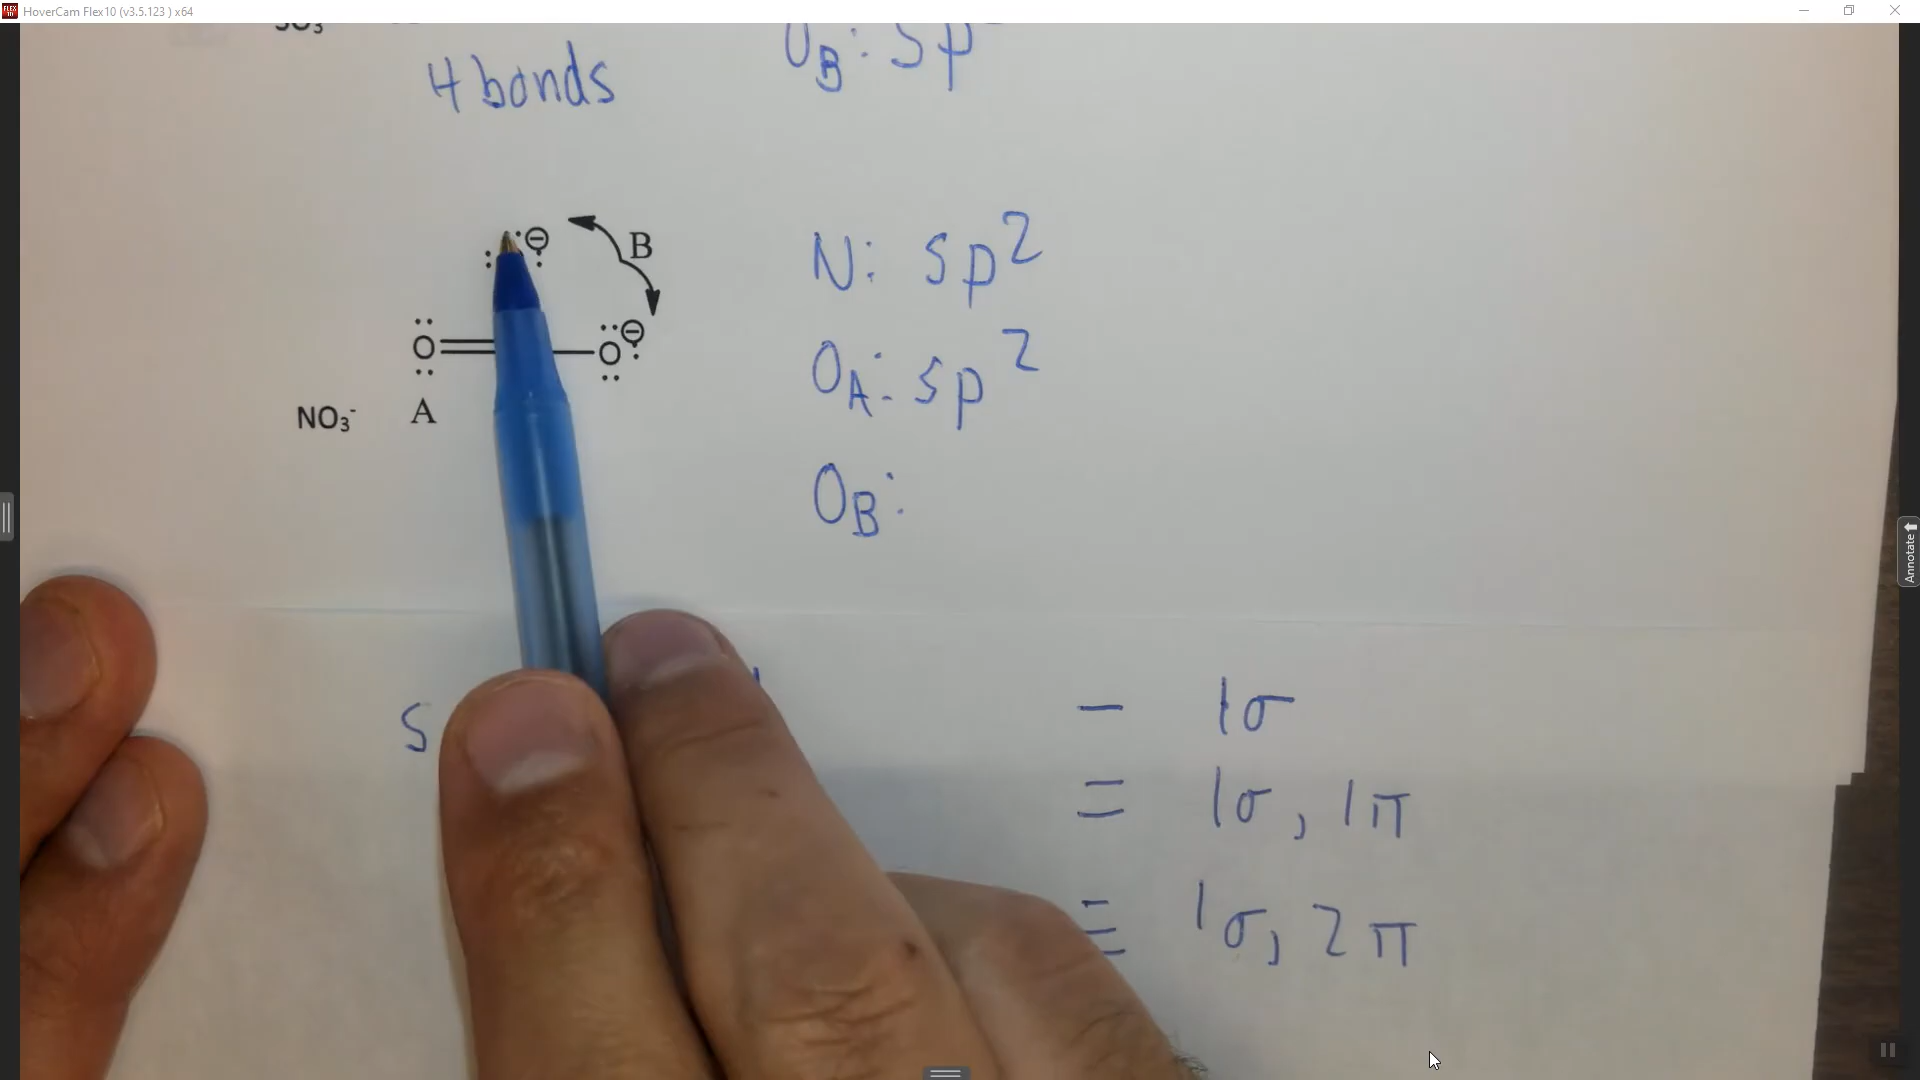 HoverCam Flex10 (v3.5.123 ) x64
SO₃
4 bonds
O_B: Sp
⊖
B
N: Sp²
O
O ⊖
O_A: Sp²
NO₃⁻
A
O_B:
S
— 1σ
= 1σ, 1π
≡ 1σ, 2π
Annotate